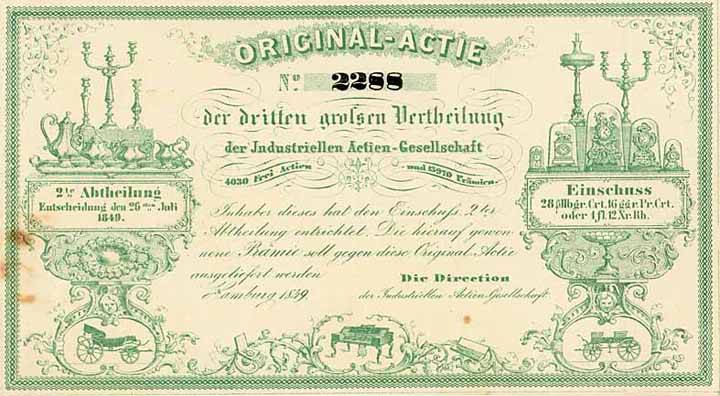 ORIGINAL-ACTIE
No. 2288
der dritten grofsen Vertheilung
der Industriellen Actien-Gesellschaft
4030 Frei Actien und 15970 Prämien.
2te Abtheilung
Entscheidung den 26sten Juli
1849.
Einschuss
28 ßHbgr. Crt. 16 ggr. Pr. Crt.
oder 1 fl. 12 Xr. Rh.
Inhaber dieses hat den Einschufs 2ter
Abtheilung entrichtet. Die hierauf gewon
nene Prämie soll gegen diese Original Actie
ausgeliefert werden
Hamburg 1849.
Die Direction
der Industriellen Actien-Gesellschaft